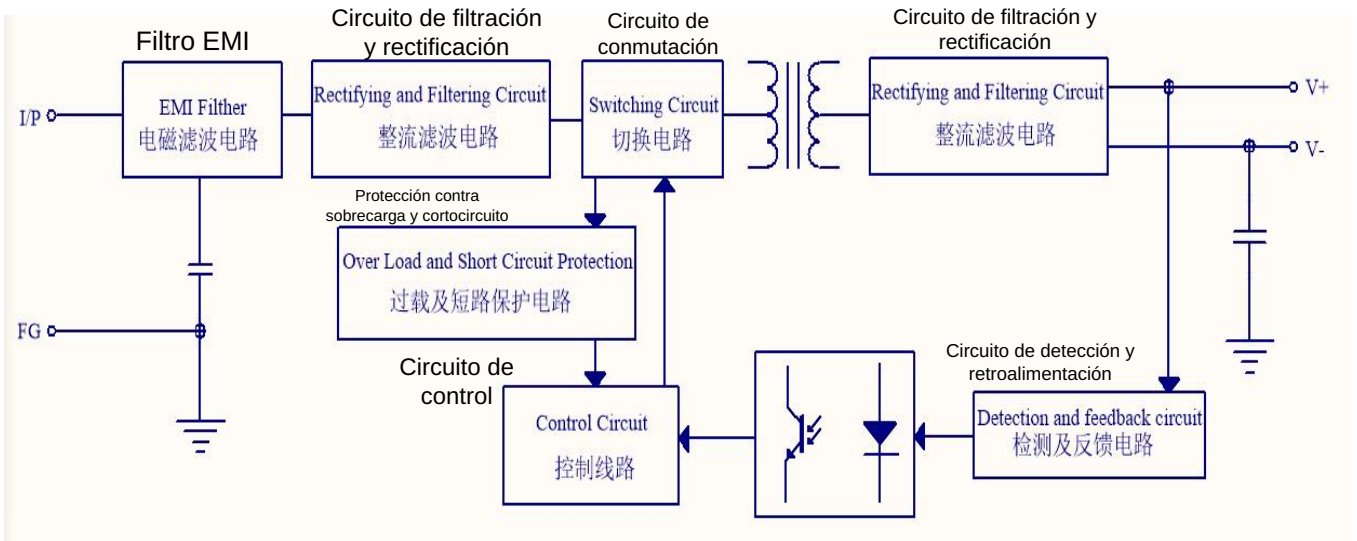 Filtro EMI
Circuito de filtración
y rectificación
Circuito de
conmutación
Circuito de filtración y
rectificación
I/P
EMI Filther
电磁滤波电路
Rectifying and Filtering Circuit
整流滤波电路
Switching Circuit
切换电路
Rectifying and Filtering Circuit
整流滤波电路
V+
V-
Protección contra
sobrecarga y cortocircuito
Over Load and Short Circuit Protection
过载及短路保护电路
FG
Circuito de
control
Control Circuit
控制线路
Circuito de detección y
retroalimentación
Detection and feedback circuit
检测及反馈电路